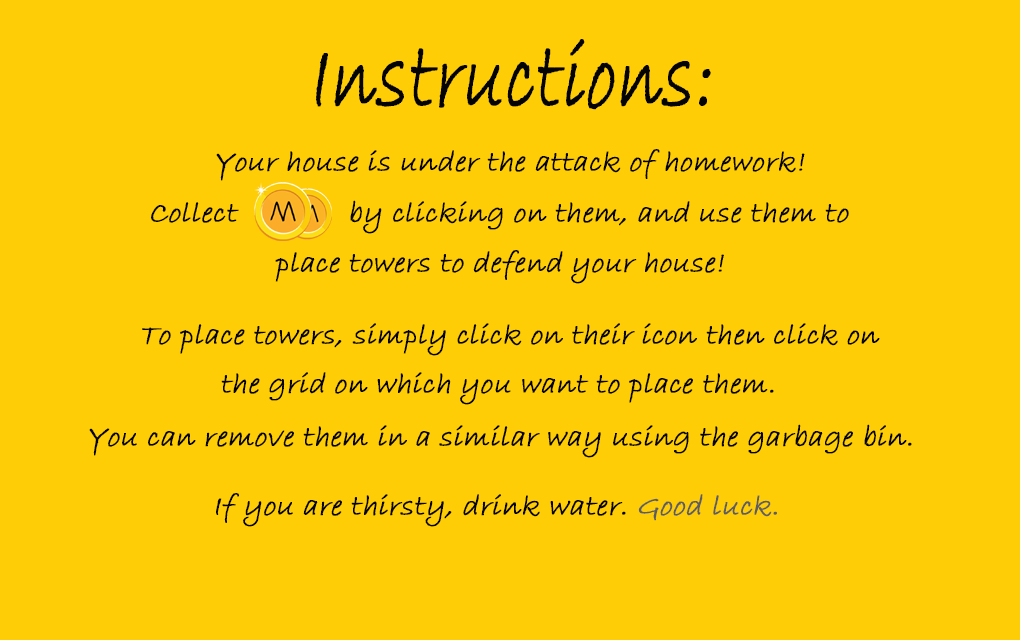 Instructions:
Your house is under the attack of homework!
Collect M M by clicking on them, and use them to
place towers to defend your house!
To place towers, simply click on their icon then click on
the grid on which you want to place them.
You can remove them in a similar way using the garbage bin.
If you are thirsty, drink water. Good luck.